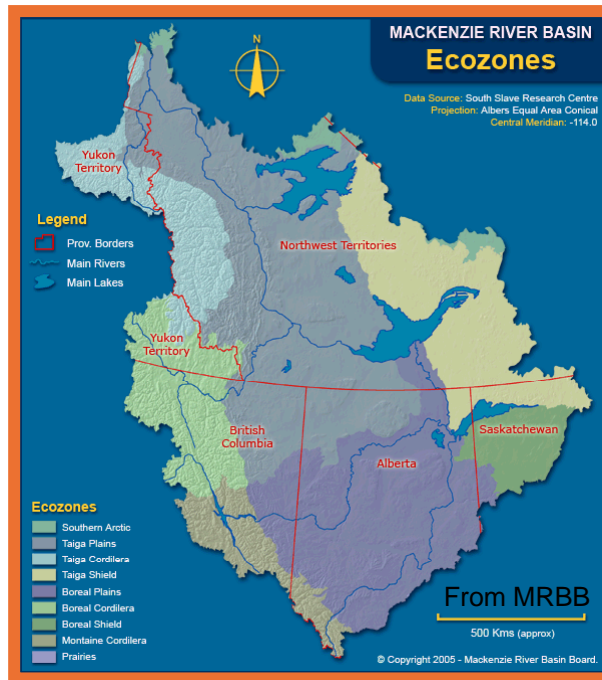 MACKENZIE RIVER BASIN
Ecozones
Data Source: South Slave Research Centre
Projection: Albers Equal Area Conical
Central Meridian: -114.0
N
Yukon
Territory
Legend
Prov. Borders
Main Rivers
Main Lakes
Northwest Territories
Yukon
Territory
British
Columbia
Alberta
Saskatchewan
Ecozones
Southern Arctic
Taiga Plains
Taiga Cordilera
Taiga Shield
Boreal Plains
Boreal Cordilera
Boreal Shield
Montaine Cordilera
Prairies
From MRBB
500 Kms (approx)
© Copyright 2005 - Mackenzie River Basin Board.